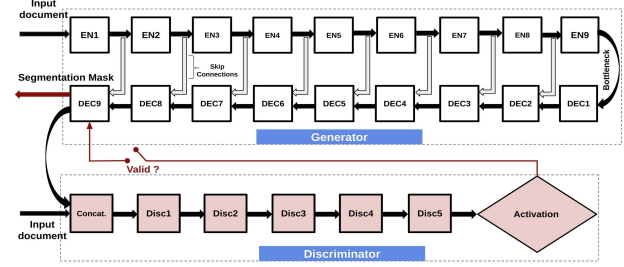 Input
document
EN1
EN2
EN3
EN4
EN5
EN6
EN7
EN8
EN9
Skip
Connections
Bottleneck
Segmentation Mask
DEC9
DEC8
DEC7
DEC6
DEC5
DEC4
DEC3
DEC2
DEC1
Generator
Valid ?
Concat.
Disc1
Disc2
Disc3
Disc4
Disc5
Activation
Input
document
Discriminator